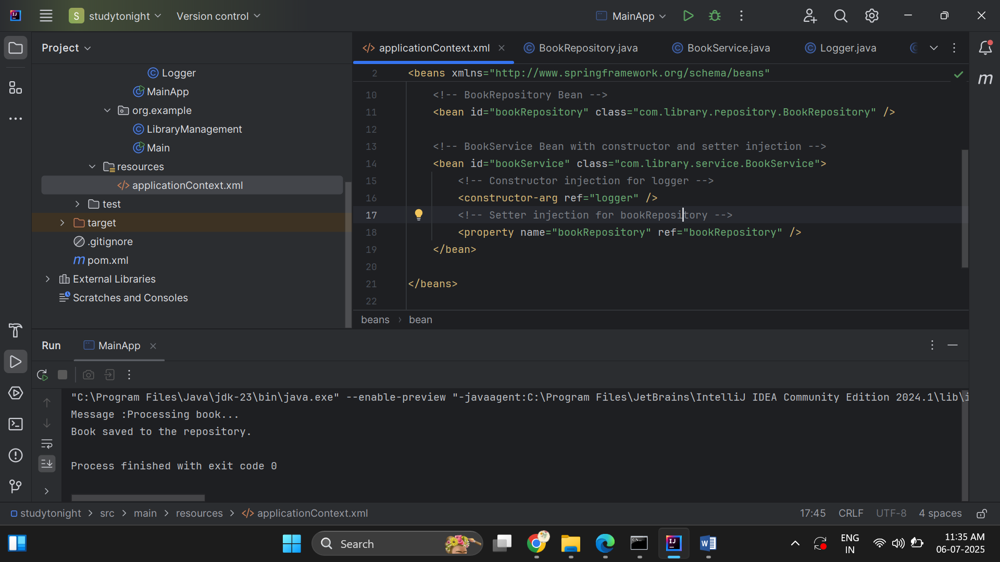 S studytonight
Version control
MainApp
Project
Logger
MainApp
org.example
LibraryManagement
Main
resources
applicationContext.xml
test
target
.gitignore
pom.xml
External Libraries
Scratches and Consoles
applicationContext.xml
BookRepository.java
BookService.java
Logger.java
2 <beans xmlns="http://www.springframework.org/schema/beans"
10 <!-- BookRepository Bean -->
11 <bean id="bookRepository" class="com.library.repository.BookRepository" />
12
13 <!-- BookService Bean with constructor and setter injection -->
14 <bean id="bookService" class="com.library.service.BookService">
15 <!-- Constructor injection for logger -->
16 <constructor-arg ref="logger" />
17 <!-- Setter injection for bookRepository -->
18 <property name="bookRepository" ref="bookRepository" />
19 </bean>
20
21 </beans>
22
beans > bean
Run
MainApp
"C:\Program Files\Java\jdk-23\bin\java.exe" --enable-preview "-javaagent:C:\Program Files\JetBrains\IntelliJ IDEA Community Edition 2024.1\lib\i
Message :Processing book...
Book saved to the repository.
Process finished with exit code 0
studytonight > src > main > resources > applicationContext.xml
17:45 CRLF UTF-8 4 spaces
Search
ENG
IN
11:35 AM
06-07-2025